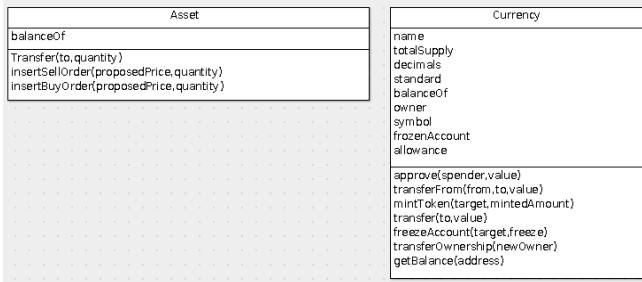 Asset
balanceOf
Transfer(to,quantity)
insertSellOrder(proposedPrice,quantity)
insertBuyOrder(proposedPrice,quantity)
Currency
name
totalSupply
decimals
standard
balanceOf
owner
symbol
frozenAccount
allowance
approve(spender,value)
transferFrom(from,to,value)
mintToken(target,mintedAmount)
transfer(to,value)
freezeAccount(target,freeze)
transferOwnership(newOwner)
getBalance(address)